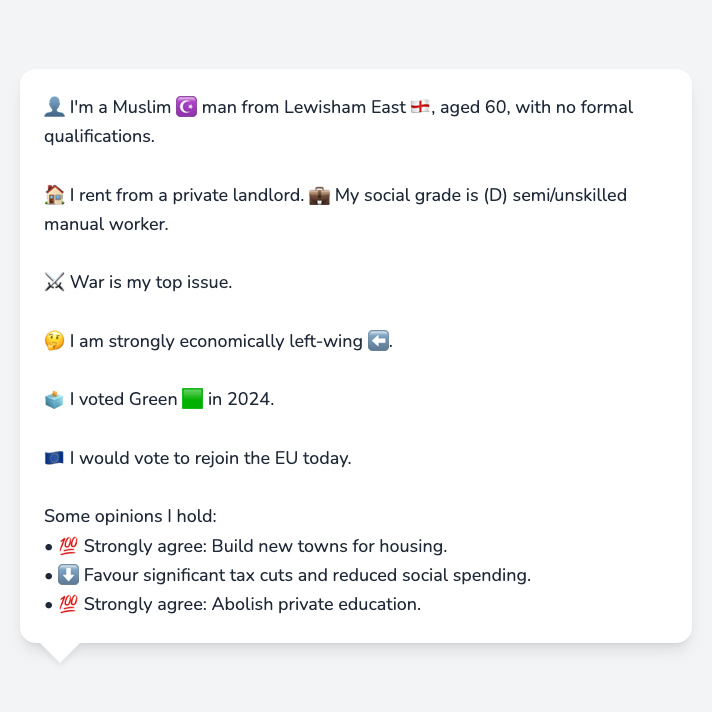 👤 I'm a Muslim ☪️ man from Lewisham East 🏴󠁧󠁢󠁥󠁮󠁧󠁿, aged 60, with no formal
qualifications.
🏠 I rent from a private landlord. 💼 My social grade is (D) semi/unskilled
manual worker.
⚔️ War is my top issue.
🤔 I am strongly economically left-wing ⬅️.
🗳️ I voted Green 🟩 in 2024.
🇪🇺 I would vote to rejoin the EU today.
Some opinions I hold:
• 💯 Strongly agree: Build new towns for housing.
• ⬇️ Favour significant tax cuts and reduced social spending.
• 💯 Strongly agree: Abolish private education.